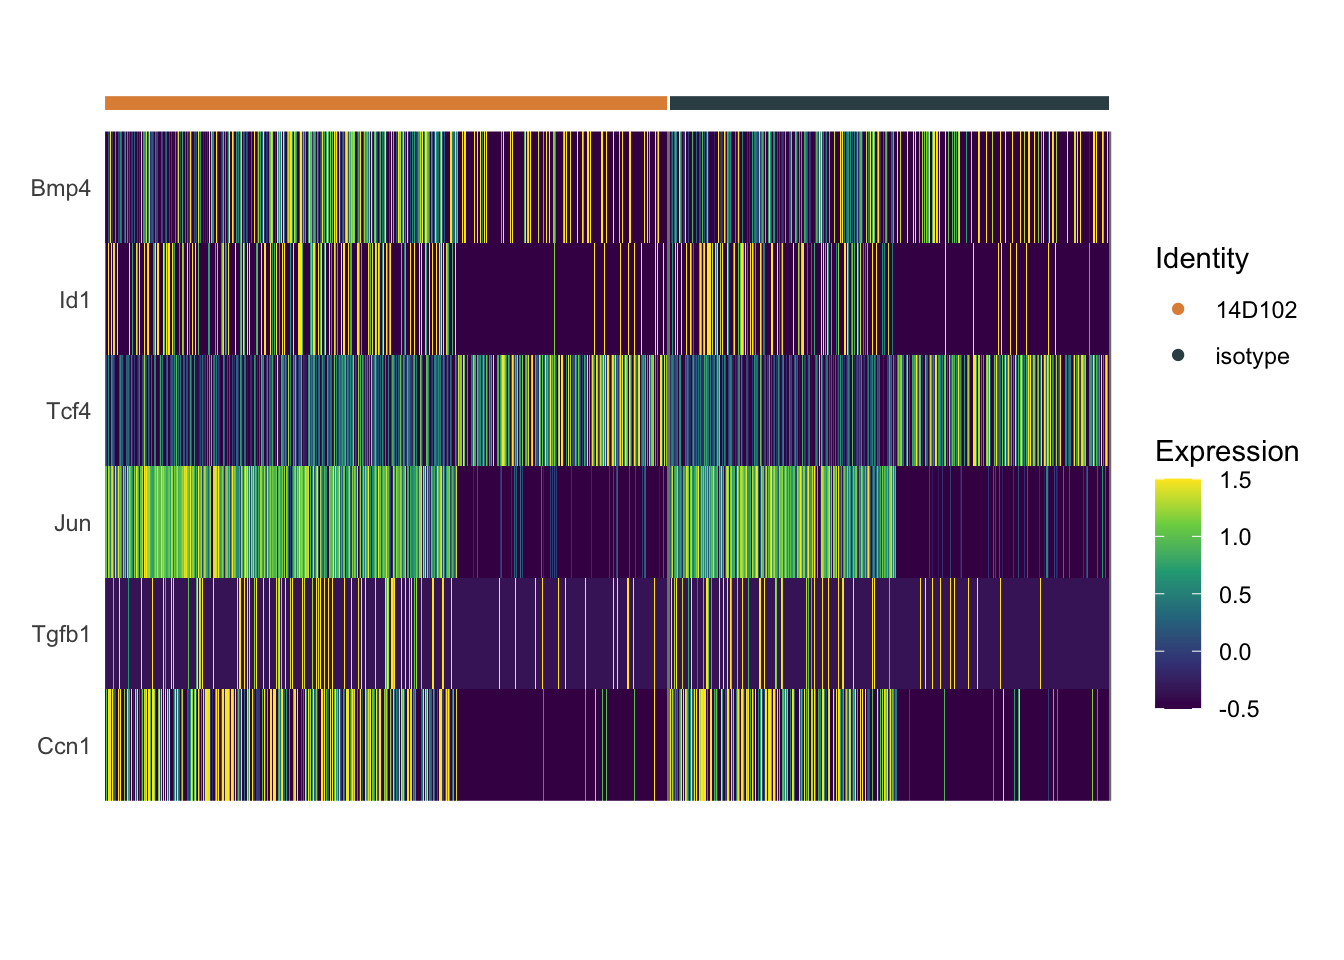 Bmp4
Id1
Tcf4
Jun
Tgfb1
Ccn1
Identity
14D102
isotype
Expression
1.5
1.0
0.5
0.0
-0.5